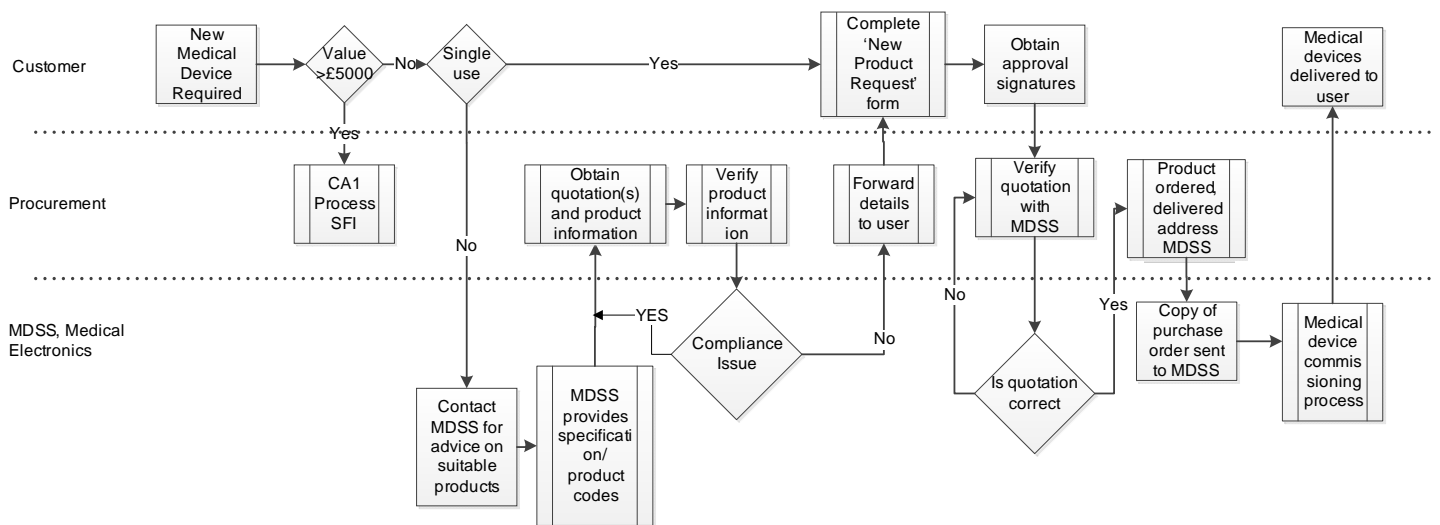 Customer
New
Medical
Device
Required
Value
>£5000
No
Single
use
Yes
Complete
‘New
Product
Request’
form
Obtain
approval
signatures
Medical
devices
delivered to
user
Yes
Procurement
CA1
Process
SFI
No
Obtain
quotation(s)
and product
information
Verify
product
informat
ion
Forward
details
to user
Verify
quotation
with
MDSS
Product
ordered,
delivered
address
MDSS
MDSS, Medical
Electronics
Contact
MDSS for
advice on
suitable
products
MDSS
provides
specificati
on/
product
codes
YES
Compliance
Issue
No
No
Is quotation
correct
Yes
Copy of
purchase
order sent
to MDSS
Medical
device
commis
sioning
process